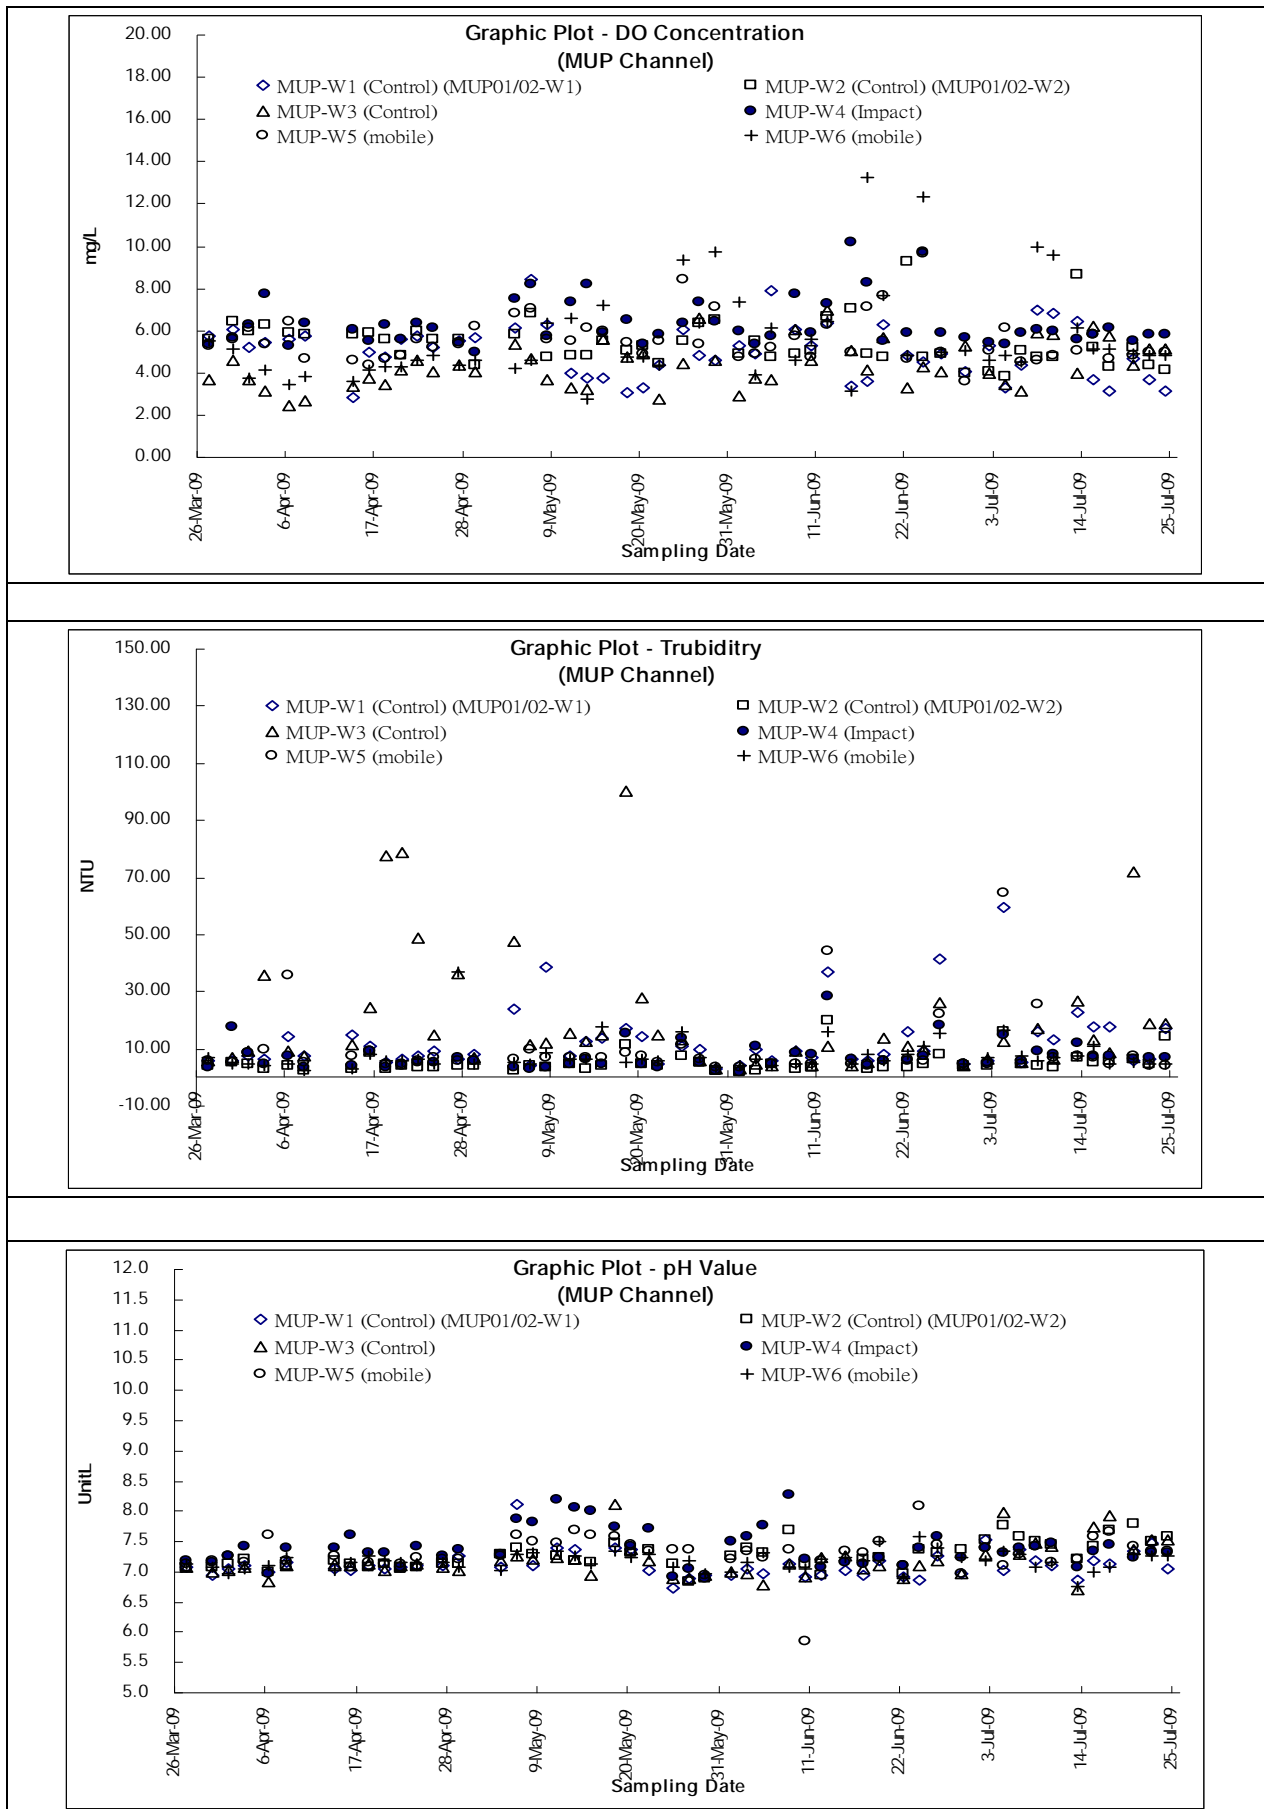 Graphic Plot - DO Concentration
(MUP Channel)
MUP-W1 (Control) (MUP01/02-W1)
MUP-W2 (Control) (MUP01/02-W2)
MUP-W3 (Control)
MUP-W4 (Impact)
MUP-W5 (mobile)
MUP-W6 (mobile)
20.00
18.00
16.00
14.00
12.00
10.00
8.00
6.00
4.00
2.00
0.00
mg/L
26-Mar-09
6-Apr-09
17-Apr-09
28-Apr-09
9-May-09
20-May-09
31-May-09
11-Jun-09
22-Jun-09
3-Jul-09
14-Jul-09
25-Jul-09
Sampling Date
Graphic Plot - Trubiditry
(MUP Channel)
MUP-W1 (Control) (MUP01/02-W1)
MUP-W2 (Control) (MUP01/02-W2)
MUP-W3 (Control)
MUP-W4 (Impact)
MUP-W5 (mobile)
MUP-W6 (mobile)
150.00
130.00
110.00
90.00
70.00
50.00
30.00
10.00
-10.00
NTU
26-Mar-09
6-Apr-09
17-Apr-09
28-Apr-09
9-May-09
20-May-09
31-May-09
11-Jun-09
22-Jun-09
3-Jul-09
14-Jul-09
25-Jul-09
Sampling Date
Graphic Plot - pH Value
(MUP Channel)
MUP-W1 (Control) (MUP01/02-W1)
MUP-W2 (Control) (MUP01/02-W2)
MUP-W3 (Control)
MUP-W4 (Impact)
MUP-W5 (mobile)
MUP-W6 (mobile)
12.0
11.5
11.0
10.5
10.0
9.5
9.0
8.5
8.0
7.5
7.0
6.5
6.0
5.5
5.0
UnitL
26-Mar-09
6-Apr-09
17-Apr-09
28-Apr-09
9-May-09
20-May-09
31-May-09
11-Jun-09
22-Jun-09
3-Jul-09
14-Jul-09
25-Jul-09
Sampling Date